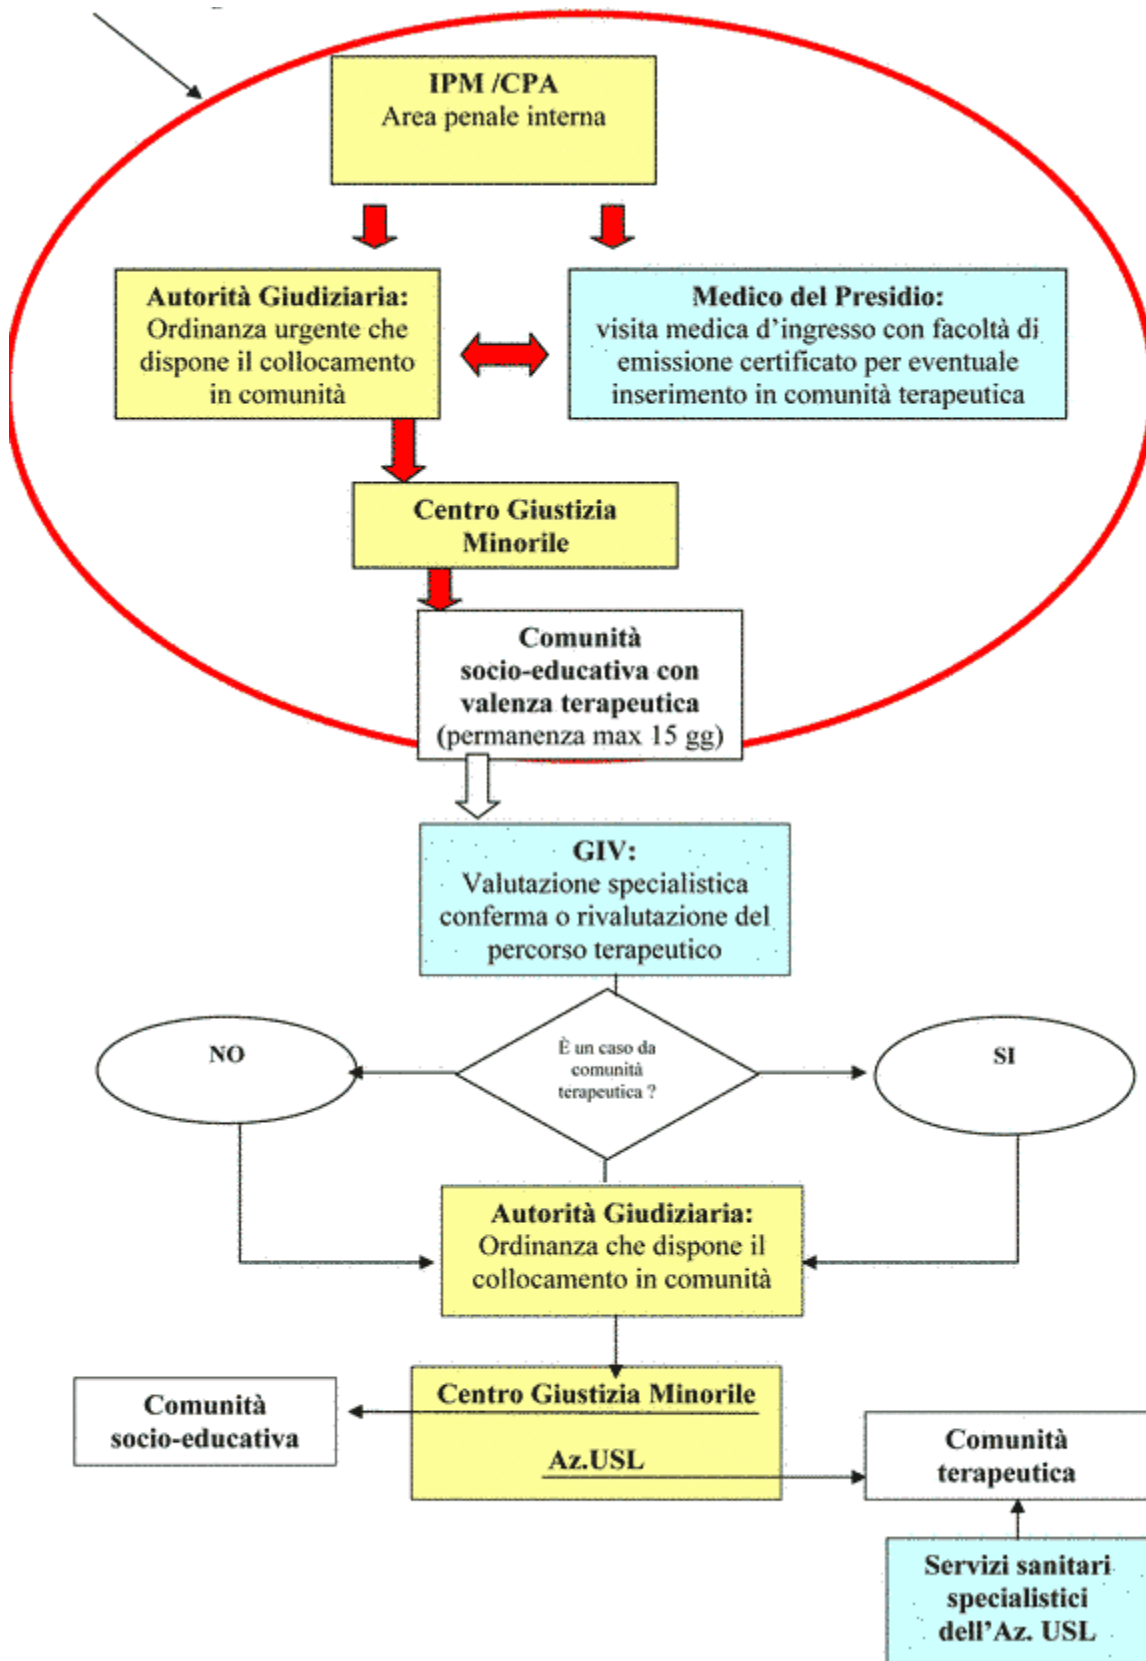 IPM /CPA
Area penale interna
Autorità Giudiziaria:
Ordinanza urgente che
dispone il collocamento
in comunità
Medico del Presidio:
visita medica d'ingresso con facoltà di
emissione certificato per eventuale
inserimento in comunità terapeutica
Centro Giustizia
Minorile
Comunità
socio-educativa con
valenza terapeutica
(permanenza max 15 gg)
GIV:
Valutazione specialistica
conferma o rivalutazione del
percorso terapeutico
NO
È un caso da
comunità
terapeutica ?
SI
Autorità Giudiziaria:
Ordinanza che dispone il
collocamento in comunità
Centro Giustizia Minorile
Az.USL
Comunità
socio-educativa
Comunità
terapeutica
Servizi sanitari
specialistici
dell'Az. USL